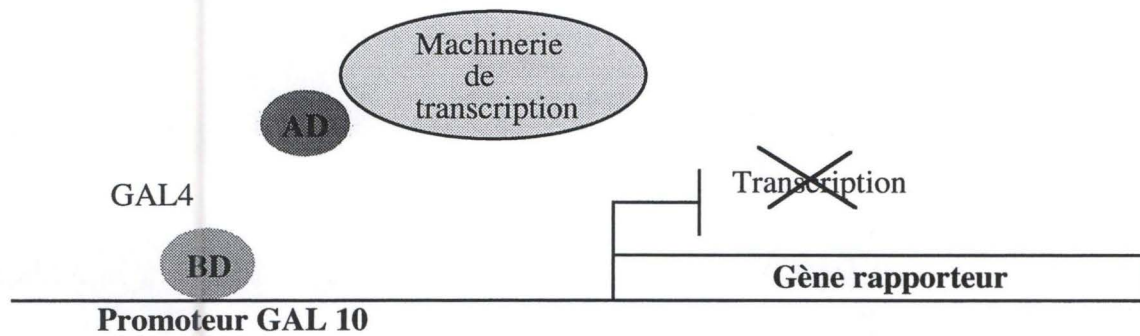 Machinerie
de
transcription
AD
Transcription
GAL4
BD
Gène rapporteur
Promoteur GAL 10